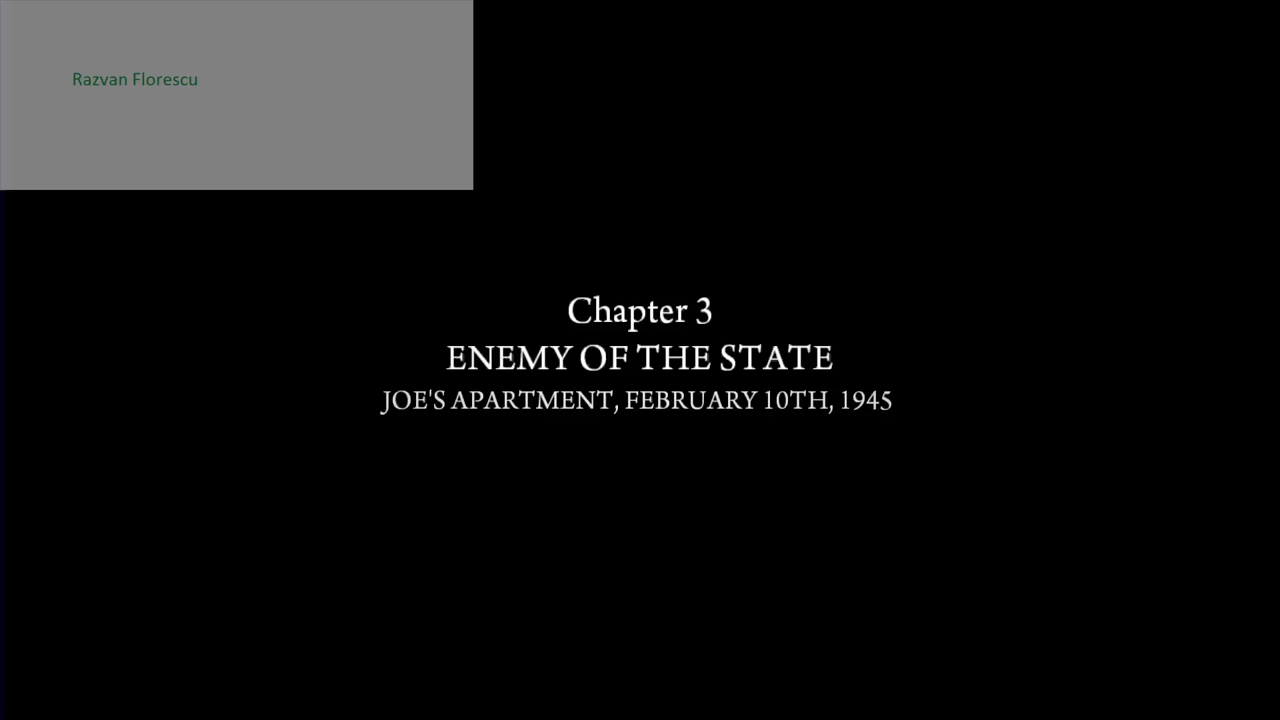 Razvan Florescu
Chapter 3
ENEMY OF THE STATE
JOE'S APARTMENT, FEBRUARY 10TH, 1945